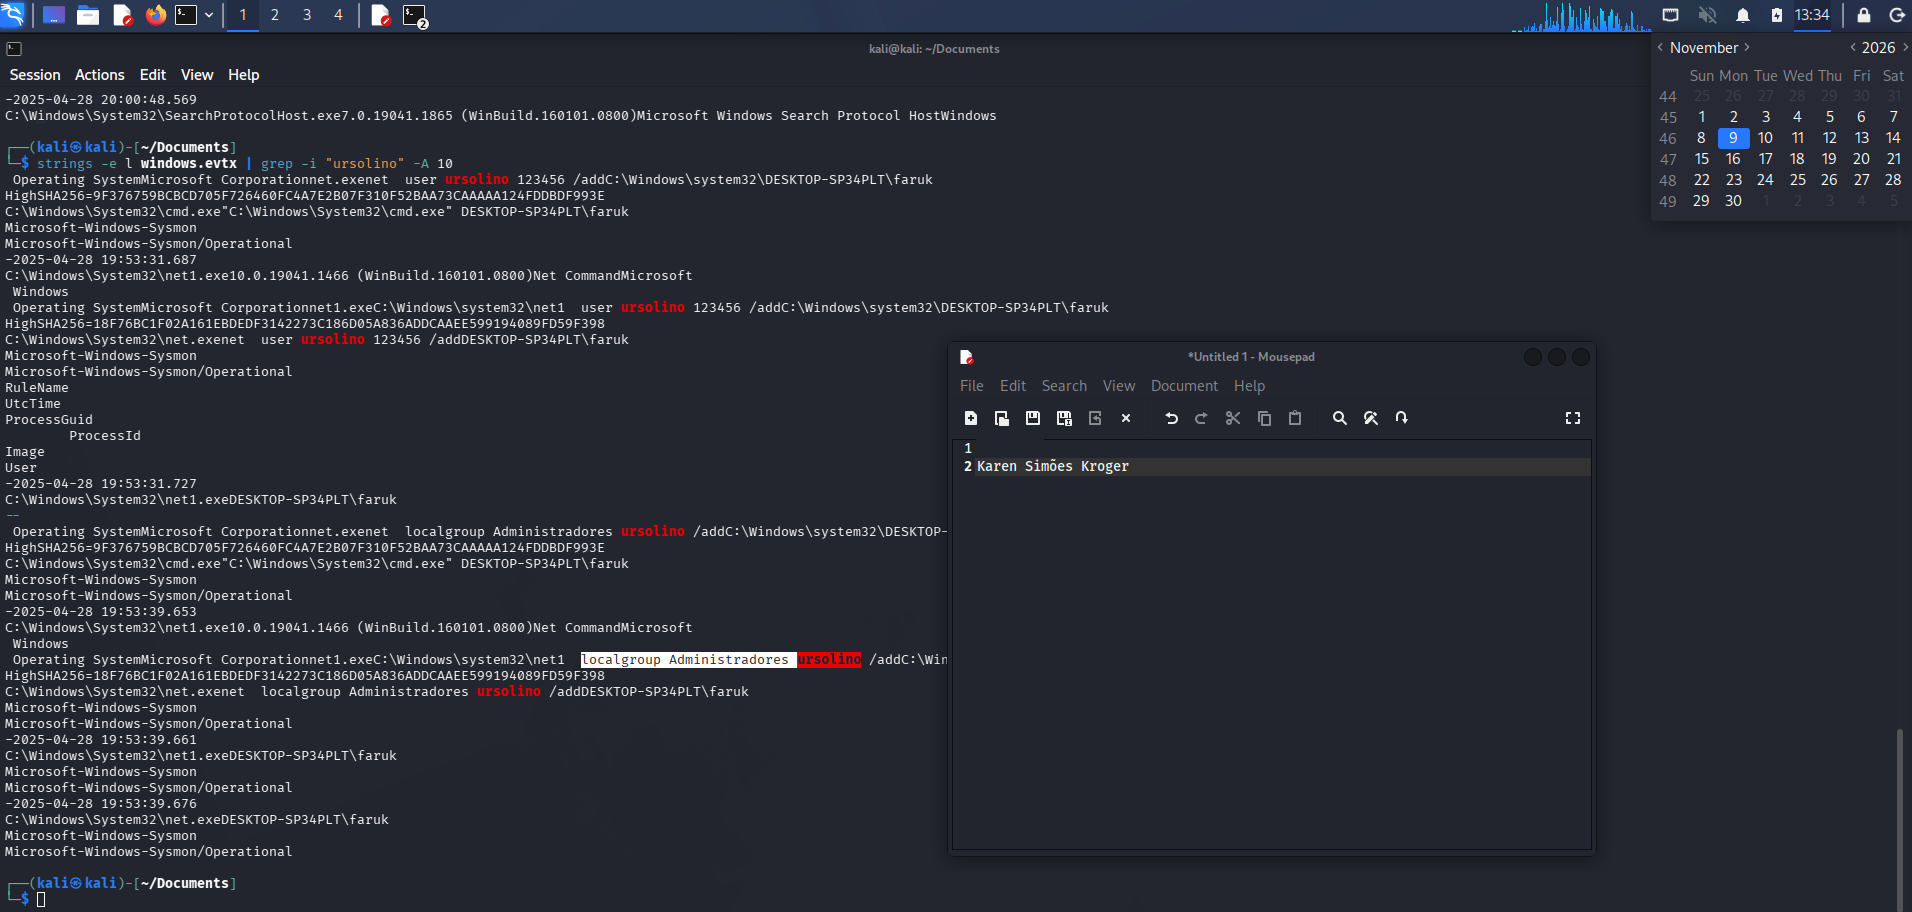 1 2 3 4 2 13:34
kali@kali: ~/Documents
Session Actions Edit View Help
-2025-04-28 20:00:48.569
C:\Windows\System32\SearchProtocolHost.exe7.0.19041.1865 (WinBuild.160101.0800)Microsoft Windows Search Protocol HostWindows
┌──(kali㉿kali)-[~/Documents]
└─$ strings -e l windows.evtx | grep -i "ursolino" -A 10
Operating SystemMicrosoft Corporationnet.exenet  user ursolino 123456 /addC:\Windows\system32\DESKTOP-SP34PLT\faruk
HighSHA256=9F376759BCBCD705F726460FC4A7E2B07F310F52BAA73CAAAAA124FDDBDF993E
C:\Windows\System32\cmd.exe"C:\Windows\System32\cmd.exe" DESKTOP-SP34PLT\faruk
Microsoft-Windows-Sysmon
Microsoft-Windows-Sysmon/Operational
-2025-04-28 19:53:31.687
C:\Windows\System32\net1.exe10.0.19041.1466 (WinBuild.160101.0800)Net CommandMicrosoft
Windows
Operating SystemMicrosoft Corporationnet1.exeC:\Windows\system32\net1  user ursolino 123456 /addC:\Windows\system32\DESKTOP-SP34PLT\faruk
HighSHA256=18F76BC1F02A161EBDEDF3142273C186D05A836ADDCAAEE599194089FD59F398
C:\Windows\System32\net.exenet  user ursolino 123456 /addDESKTOP-SP34PLT\faruk
Microsoft-Windows-Sysmon
Microsoft-Windows-Sysmon/Operational
RuleName
UtcTime
ProcessGuid
ProcessId
Image
User
-2025-04-28 19:53:31.727
C:\Windows\System32\net1.exeDESKTOP-SP34PLT\faruk
--
Operating SystemMicrosoft Corporationnet.exenet  localgroup Administradores ursolino /addC:\Windows\system32\DESKTOP-
HighSHA256=9F376759BCBCD705F726460FC4A7E2B07F310F52BAA73CAAAAA124FDDBDF993E
C:\Windows\System32\cmd.exe"C:\Windows\System32\cmd.exe" DESKTOP-SP34PLT\faruk
Microsoft-Windows-Sysmon
Microsoft-Windows-Sysmon/Operational
-2025-04-28 19:53:39.653
C:\Windows\System32\net1.exe10.0.19041.1466 (WinBuild.160101.0800)Net CommandMicrosoft
Windows
Operating SystemMicrosoft Corporationnet1.exeC:\Windows\system32\net1  localgroup Administradores ursolino /addC:\Win
HighSHA256=18F76BC1F02A161EBDEDF3142273C186D05A836ADDCAAEE599194089FD59F398
C:\Windows\System32\net.exenet  localgroup Administradores ursolino /addDESKTOP-SP34PLT\faruk
Microsoft-Windows-Sysmon
Microsoft-Windows-Sysmon/Operational
-2025-04-28 19:53:39.661
C:\Windows\System32\net1.exeDESKTOP-SP34PLT\faruk
Microsoft-Windows-Sysmon
Microsoft-Windows-Sysmon/Operational
-2025-04-28 19:53:39.676
C:\Windows\System32\net.exeDESKTOP-SP34PLT\faruk
Microsoft-Windows-Sysmon
Microsoft-Windows-Sysmon/Operational
┌──(kali㉿kali)-[~/Documents]
└─$
< November > < 2026 >
Sun Mon Tue Wed Thu Fri Sat
44 25 26 27 28 29 30 31
45 1 2 3 4 5 6 7
46 8 9 10 11 12 13 14
47 15 16 17 18 19 20 21
48 22 23 24 25 26 27 28
49 29 30 1 2 3 4 5
*Untitled 1 - Mousepad
File Edit Search View Document Help
1
2 Karen Simões Kroger